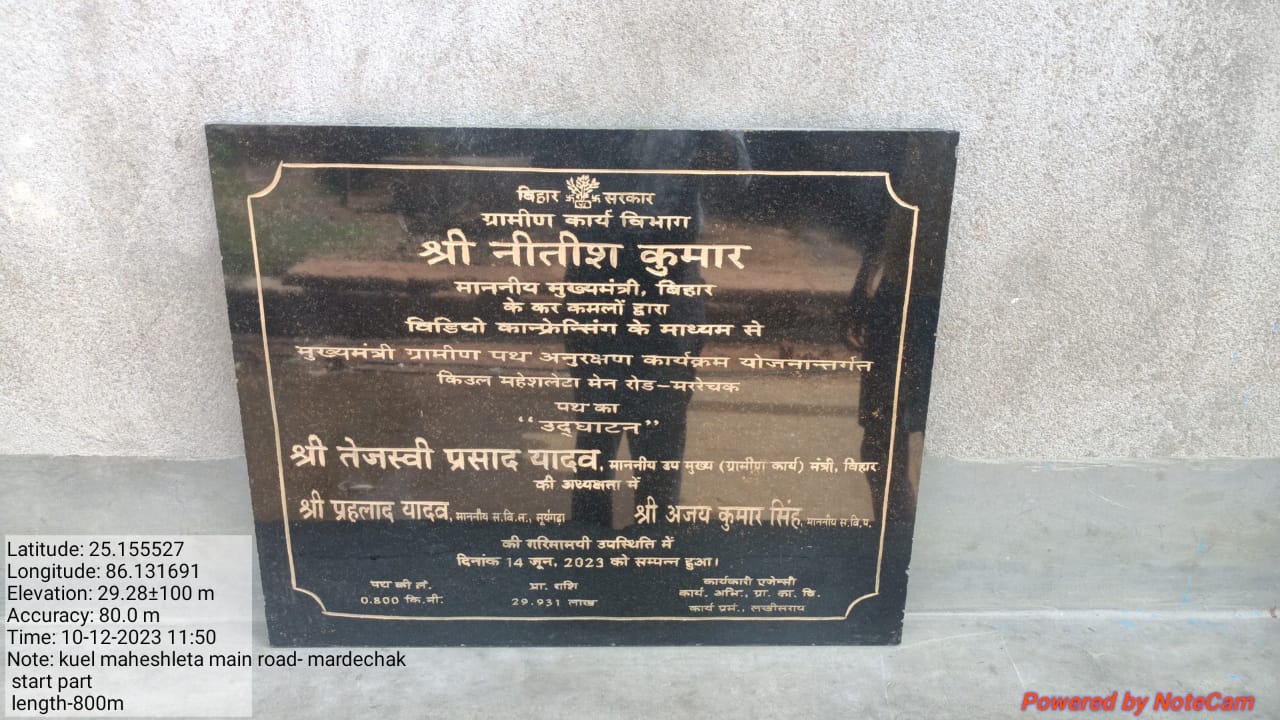 बिहार सरकार
ग्रामीण कार्य विभाग
श्री नीतीश कुमार
माननीय मुख्यमंत्री, बिहार
के कर कमलों द्वारा
विडियो कान्फ्रेन्सिंग के माध्यम से
मुख्यमंत्री ग्रामीण पथ अनुरक्षण कार्यक्रम योजनान्तर्गत
किउल महेशलेटा मेन रोड-मररेचक
पथ का
“उद्घाटन”
श्री तेजस्वी प्रसाद यादव, माननीय उप मुख्य (ग्रामीण कार्य) मंत्री, बिहार
की अध्यक्षता में
श्री प्रहलाद यादव, माननीय स.वि.स., सूर्यगढ़ा श्री अजय कुमार सिंह, माननीय स.वि.प.
की गरिमामयी उपस्थिति में
दिनांक 14 जून, 2023 को सम्पन्न हुआ।
पथ की लं. प्रा. राशि कार्यकारी एजेन्सी
0.800 कि.मी. 29.931 लाख कार्य. अभि., ग्रा. का. वि.
कार्य प्रमं., लखीसराय
Latitude: 25.155527
Longitude: 86.131691
Elevation: 29.28±100 m
Accuracy: 80.0 m
Time: 10-12-2023 11:50
Note: kuel maheshleta main road- mardechak
start part
length-800m
Powered by NoteCam